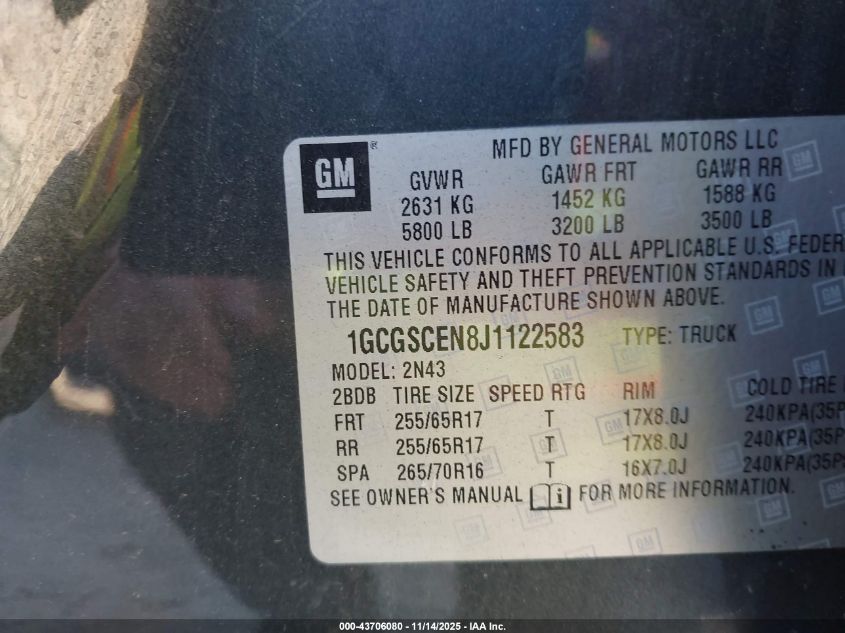 MFD BY GENERAL MOTORS LLC
GM®
GVWR GAWR FRT GAWR RR
2631 KG 1452 KG 1588 KG
5800 LB 3200 LB 3500 LB
THIS VEHICLE CONFORMS TO ALL APPLICABLE U.S. FEDER
VEHICLE SAFETY AND THEFT PREVENTION STANDARDS IN
THE DATE OF MANUFACTURE SHOWN ABOVE.
1GCGSCEN8J1122583 TYPE: TRUCK
MODEL: 2N43
2BDB TIRE SIZE SPEED RTG RIM COLD TIRE
FRT 255/65R17 T 17X8.0J 240KPA(35P
RR 255/65R17 T 17X8.0J 240KPA(35P
SPA 265/70R16 T 16X7.0J 240KPA(35P
SEE OWNER'S MANUAL i FOR MORE INFORMATION.
000-43706080 - 11/14/2025 - IAA Inc.